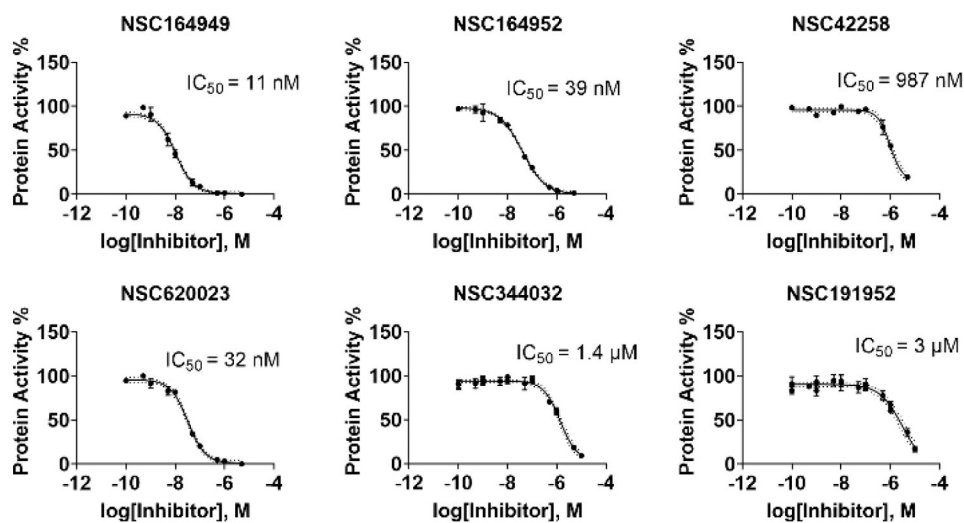 NSC164949
NSC164952
NSC42258
150
100
50
0
Protein Activity %
IC50 = 11 nM
-12 -10 -8 -6 -4
log[Inhibitor], M
150
100
50
0
Protein Activity %
IC50 = 39 nM
-12 -10 -8 -6 -4
log[Inhibitor], M
150
100
50
0
Protein Activity %
IC50 = 987 nM
-12 -10 -8 -6 -4
log[Inhibitor], M
NSC620023
NSC344032
NSC191952
150
100
50
0
Protein Activity %
IC50 = 32 nM
-12 -10 -8 -6 -4
log[Inhibitor], M
150
100
50
0
Protein Activity %
IC50 = 1.4 µM
-12 -10 -8 -6 -4
log[Inhibitor], M
150
100
50
0
Protein Activity %
IC50 = 3 µM
-12 -10 -8 -6 -4
log[Inhibitor], M